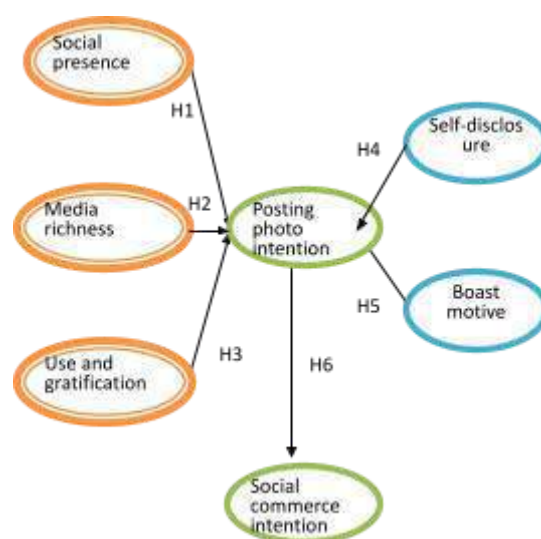 Social
presence
H1
Self-disclos
ure
H4
Media
richness
H2
Posting
photo
intention
H5
Boast
motive
Use and
gratification
H3
H6
Social
commerce
intention